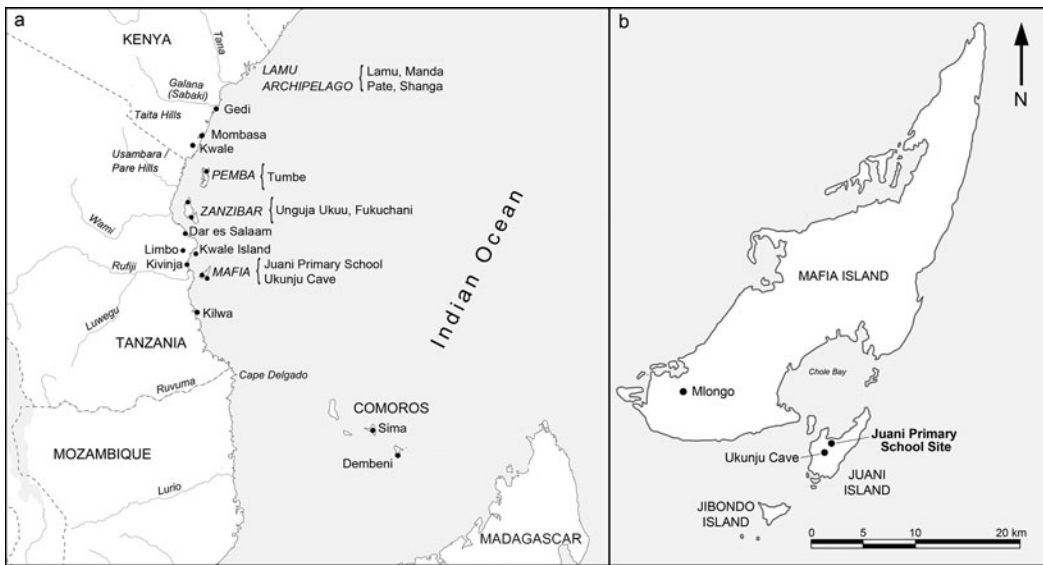 a
KENYA
Tana
LAMU
ARCHIPELAGO
Lamu, Manda
Pate, Shanga
Galana
(Sabaki)
Gedi
Taita Hills
Mombasa
Kwale
Usambara /
Pare Hills
PEMBA
Tumbe
ZANZIBAR
Unguja Ukuu, Fukuchani
Wami
Dar es Salaam
Limbo
Kwale Island
Rufiji
Kivinja
MAFIA
Juani Primary School
Ukunju Cave
Kilwa
Luwegu
TANZANIA
Indian Ocean
Ruvuma
Cape Delgado
COMOROS
Sima
MOZAMBIQUE
Dembeni
Lurio
MADAGASCAR
b
N
MAFIA ISLAND
Chole Bay
Mlongo
Juani Primary
School Site
Ukunju Cave
JUANI
ISLAND
JIBONDO
ISLAND
0 5 10 20 km